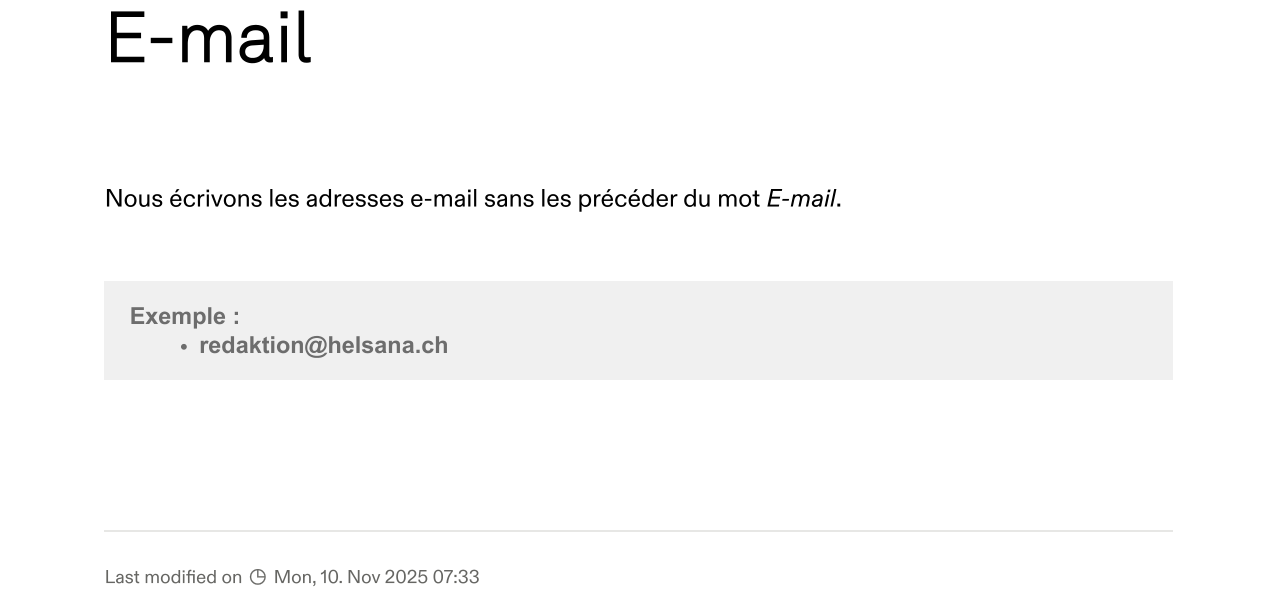 E-mail
Nous écrivons les adresses e-mail sans les précéder du mot E-mail.
Exemple :
• redaktion@helsana.ch
Last modified on Mon, 10. Nov 2025 07:33